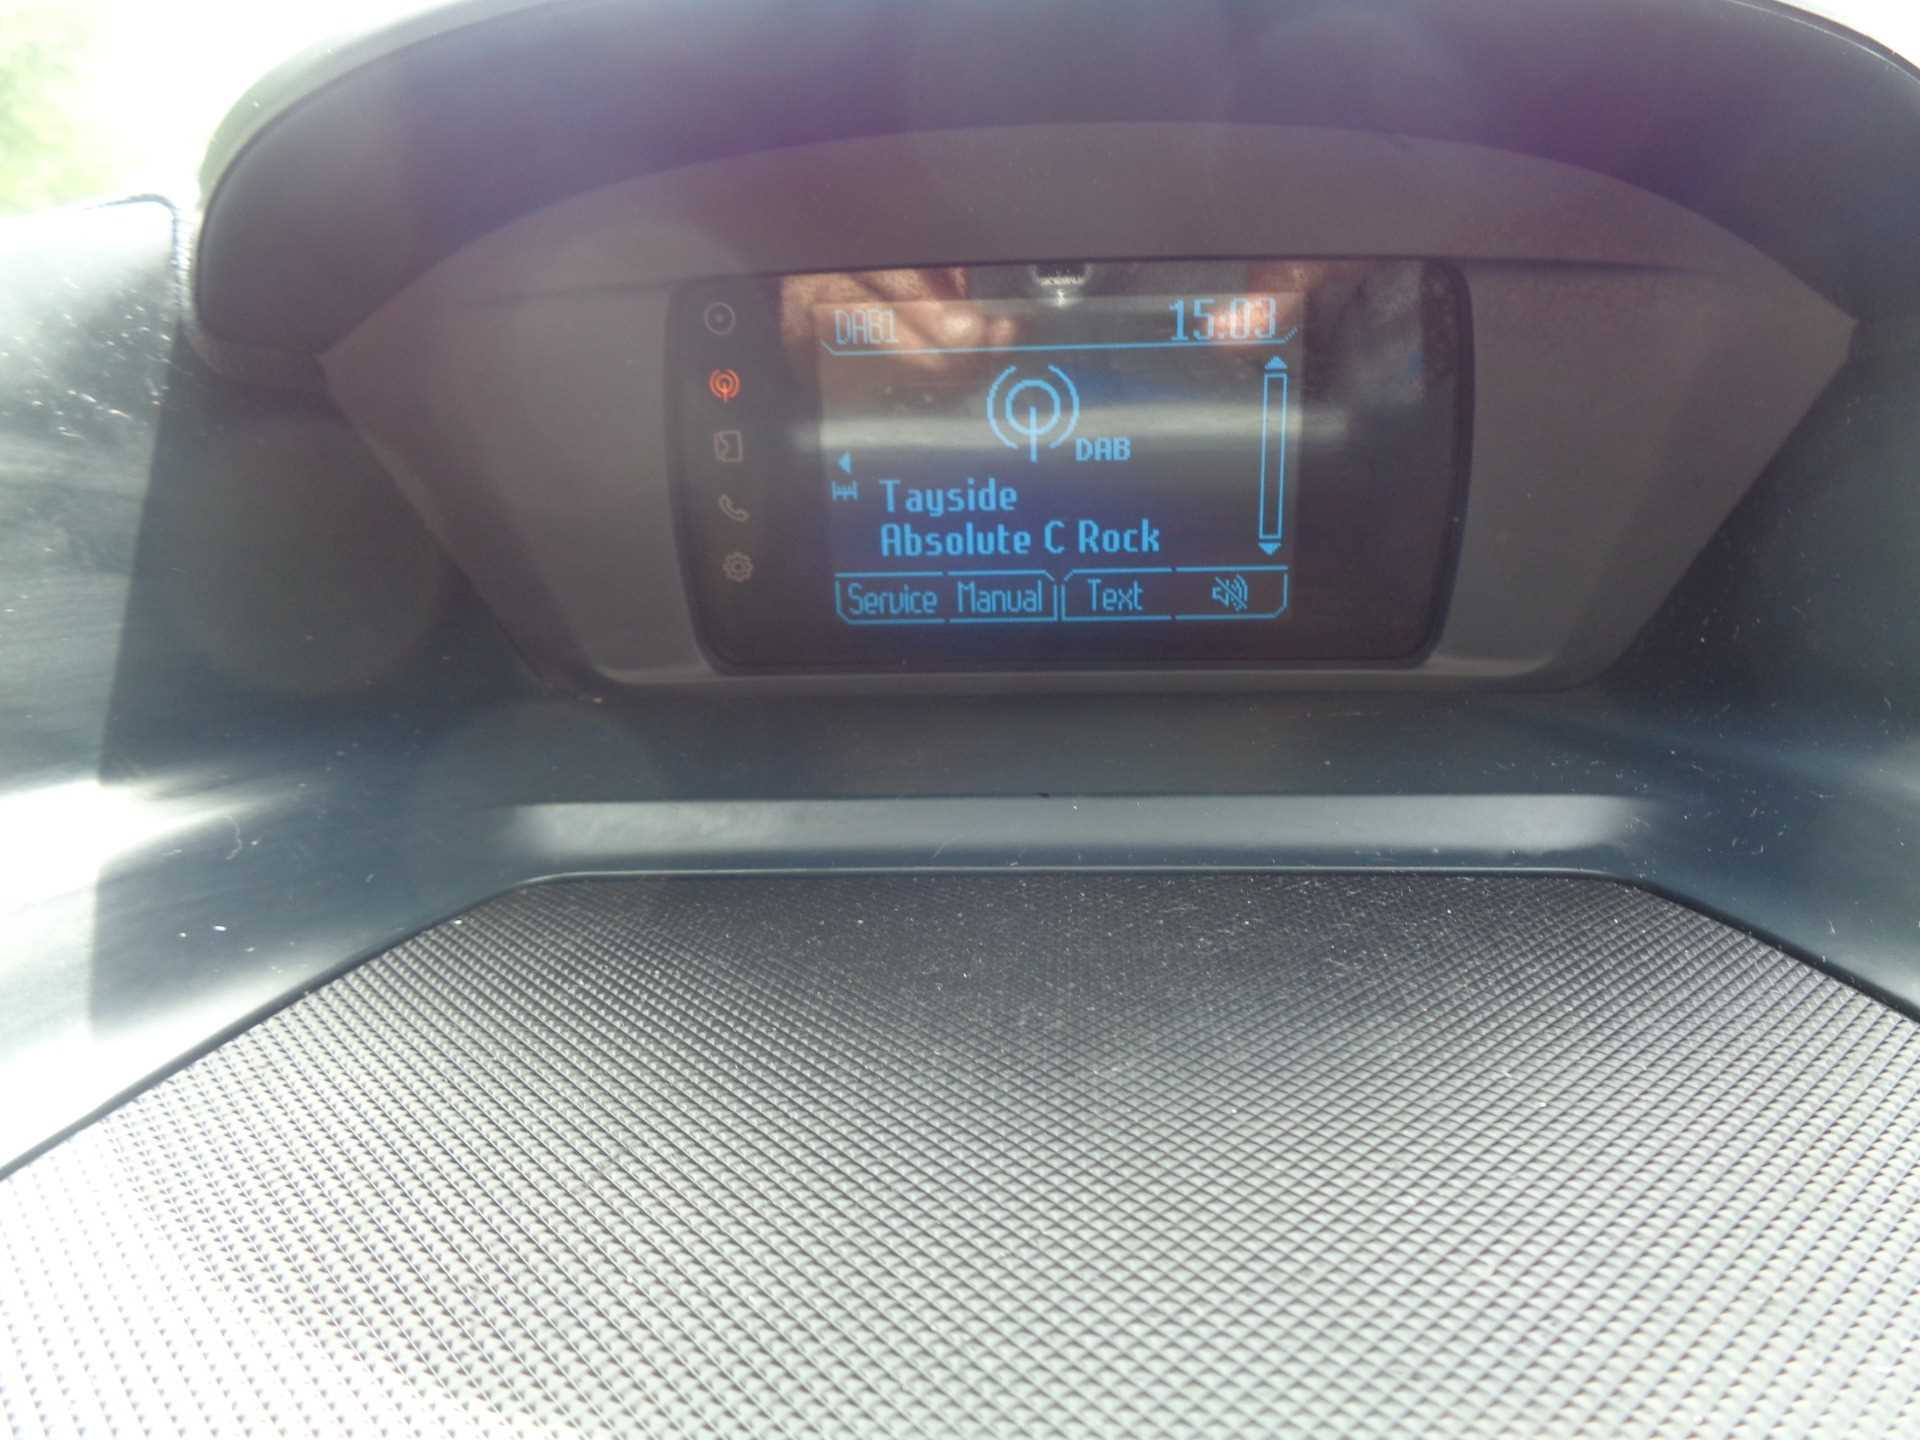 DAB1 15:03
DAB
Tayside
Absolute C Rock
Service Manual Text